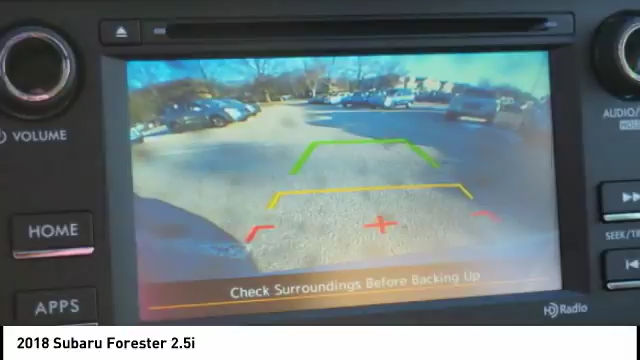 VOLUME
AUDIO/
HOME
SEEK/TR
APPS
Check Surroundings Before Backing Up
HD Radio
2018 Subaru Forester 2.5i